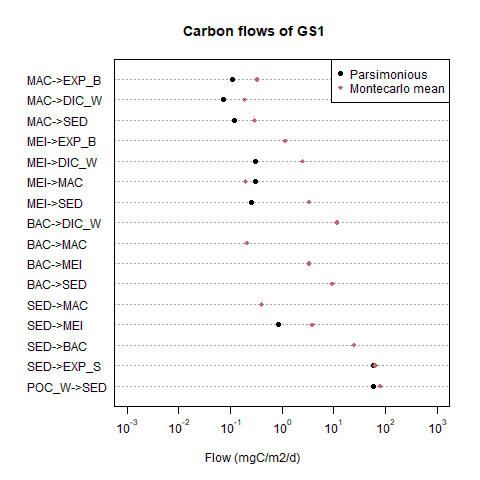 Carbon flows of GS1
Parsimonious
Montecarlo mean
MAC->EXP_B
MAC->DIC_W
MAC->SED
MEI->EXP_B
MEI->DIC_W
MEI->MAC
MEI->SED
BAC->DIC_W
BAC->MAC
BAC->MEI
BAC->SED
SED->MAC
SED->MEI
SED->BAC
SED->EXP_S
POC_W->SED
10⁻³ 10⁻² 10⁻¹ 10⁰ 10¹ 10² 10³
Flow (mgC/m2/d)